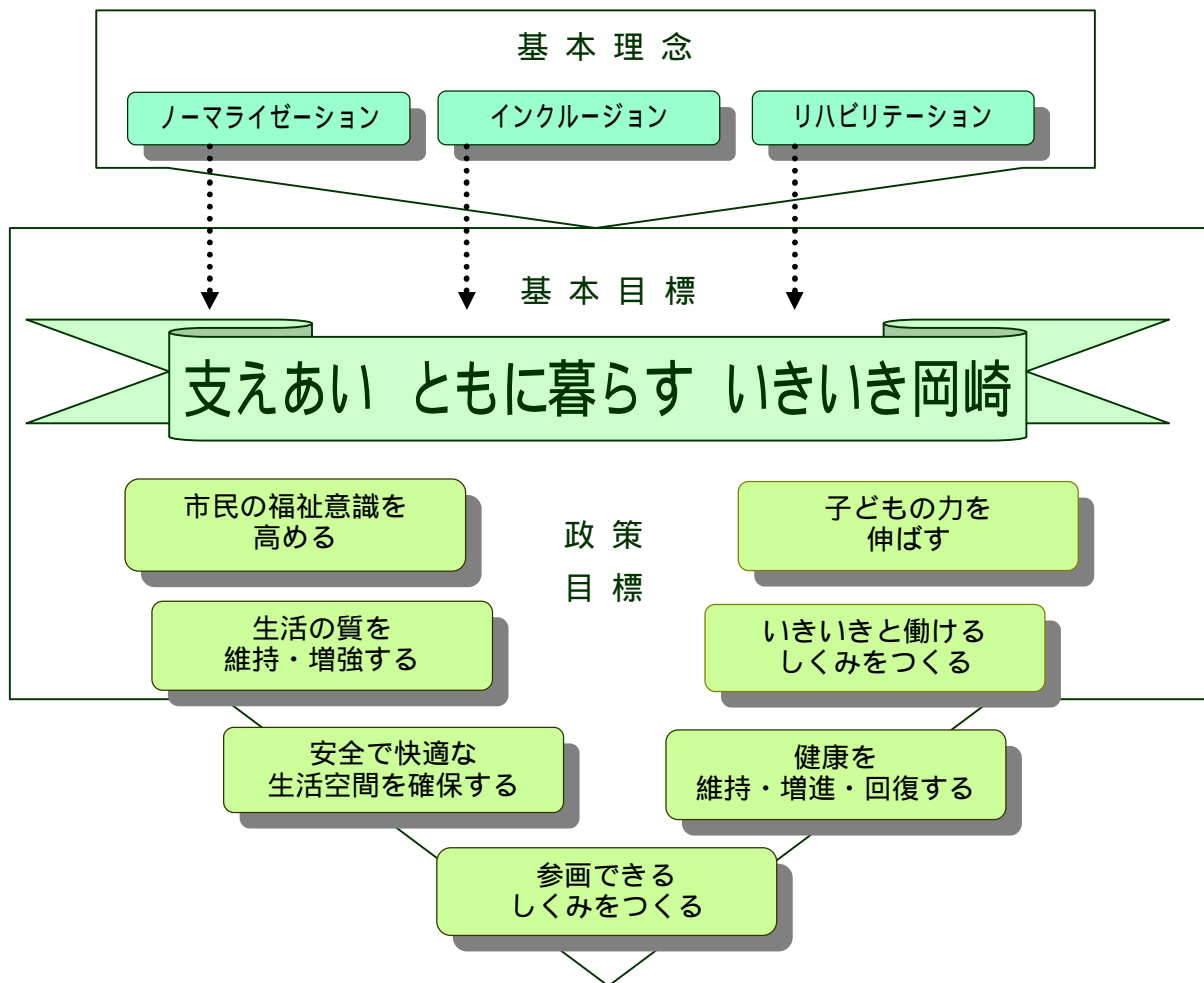 基本理念
ノーマライゼーション
インクルージョン
リハビリテーション
基本目標
支えあい ともに暮らす いきいき岡崎
政策
目標
市民の福祉意識を
高める
子どもの力を
伸ばす
生活の質を
維持・増強する
いきいきと働ける
しくみをつくる
安全で快適な
生活空間を確保する
健康を
維持・増進・回復する
参画できる
しくみをつくる